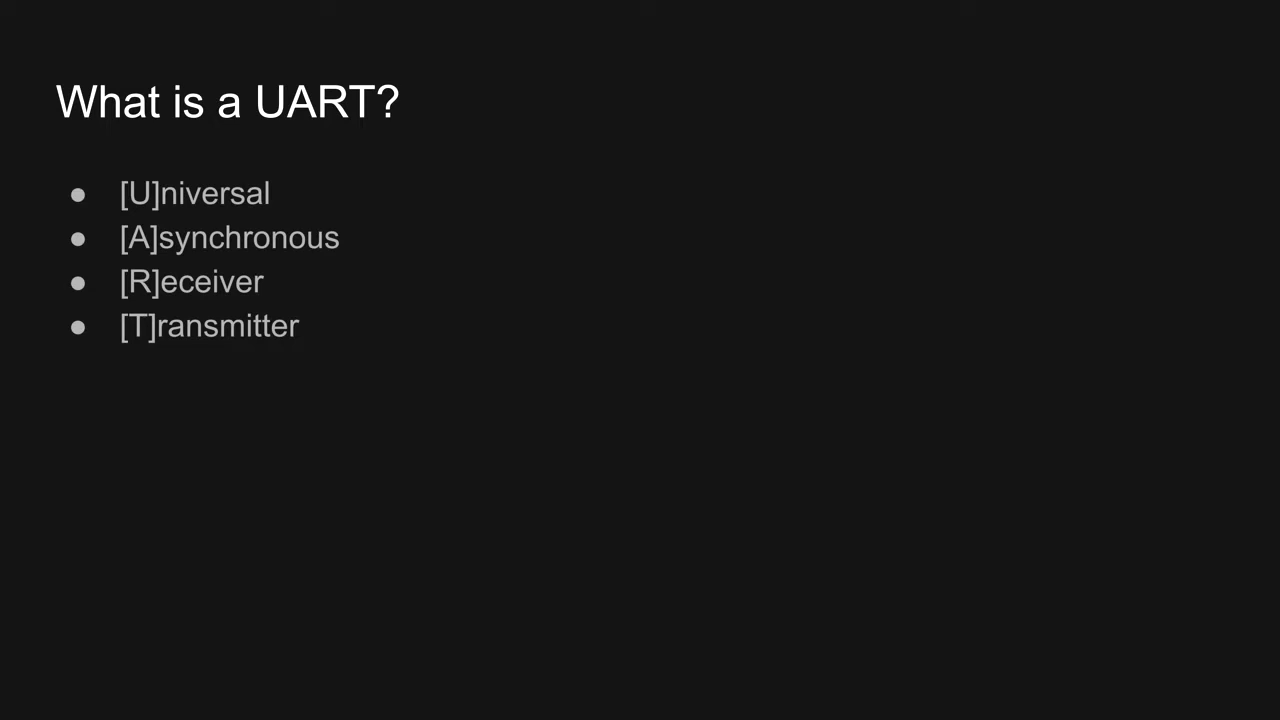 What is a UART?
● [U]niversal
● [A]synchronous
● [R]eceiver
● [T]ransmitter